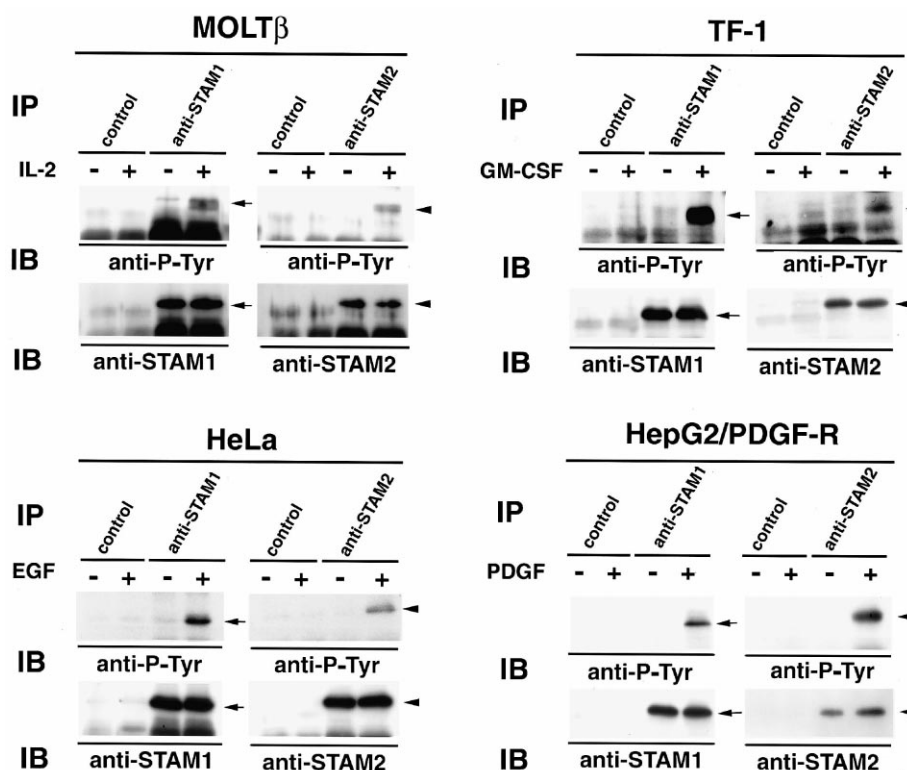 MOLTβ
IP
control
anti-STAM1
control
anti-STAM2
IL-2 - + - + - + - +
IB anti-P-Tyr anti-P-Tyr
IB anti-STAM1 anti-STAM2
TF-1
IP
control
anti-STAM1
control
anti-STAM2
GM-CSF - + - + - + - +
IB anti-P-Tyr anti-P-Tyr
IB anti-STAM1 anti-STAM2
HeLa
IP
control
anti-STAM1
control
anti-STAM2
EGF - + - + - + - +
IB anti-P-Tyr anti-P-Tyr
IB anti-STAM1 anti-STAM2
HepG2/PDGF-R
IP
control
anti-STAM1
control
anti-STAM2
PDGF - + - + - + - +
IB anti-P-Tyr anti-P-Tyr
IB anti-STAM1 anti-STAM2